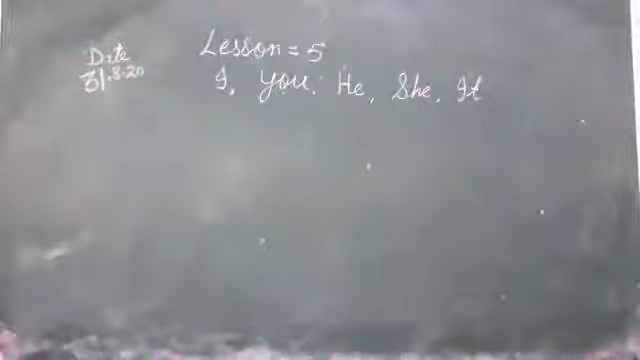 Date
31.8.20
Lesson = 5
I, You, He, She, It